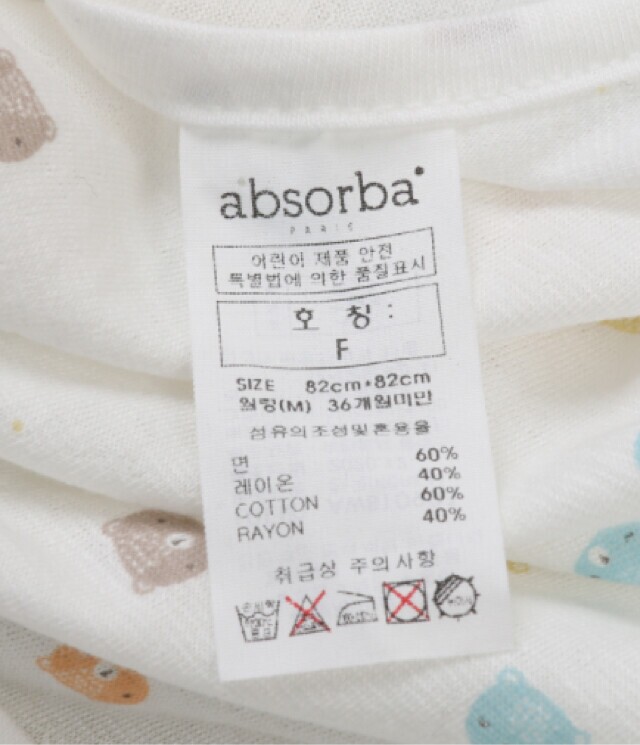 absorba
PARIS
어린이 제품 안전
특별법에 의한 품질표시
호 칭 :
F
SIZE 82cm*82cm
월령(M) 36개월미만
섬유의조성및혼용율
면 60%
레이온 40%
COTTON 60%
RAYON 40%
취급상 주의사항